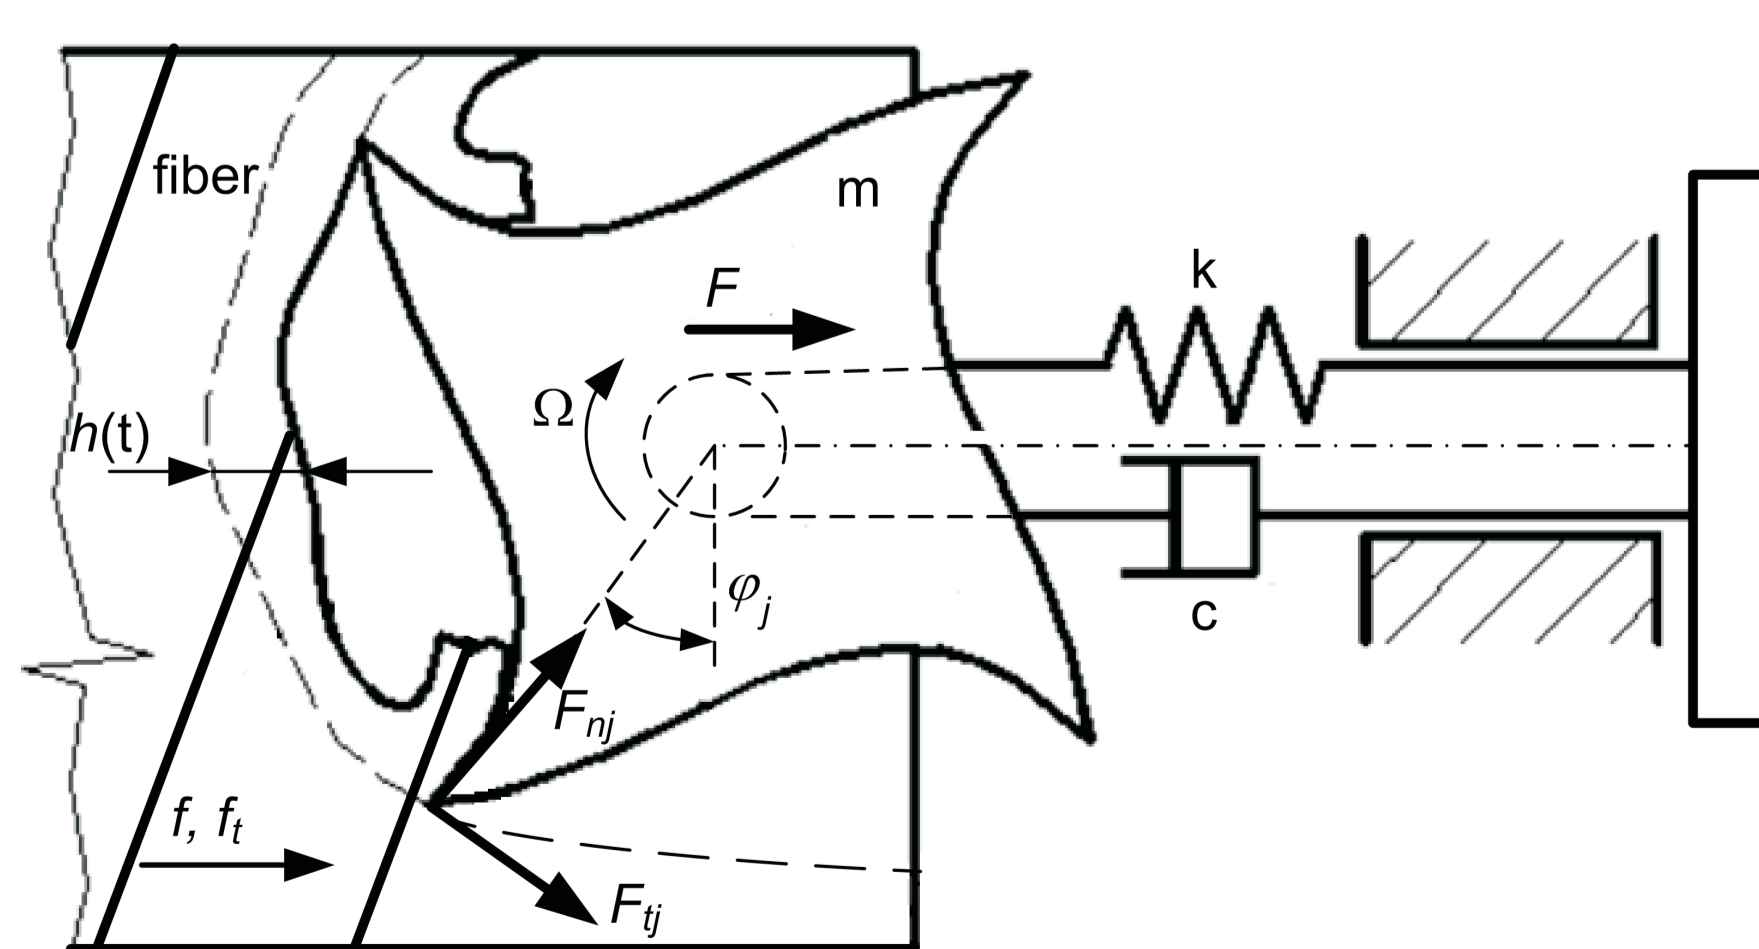 fiber
m
F
k
Ω
h(t)
φj
c
Fnj
f, ft
Ftj